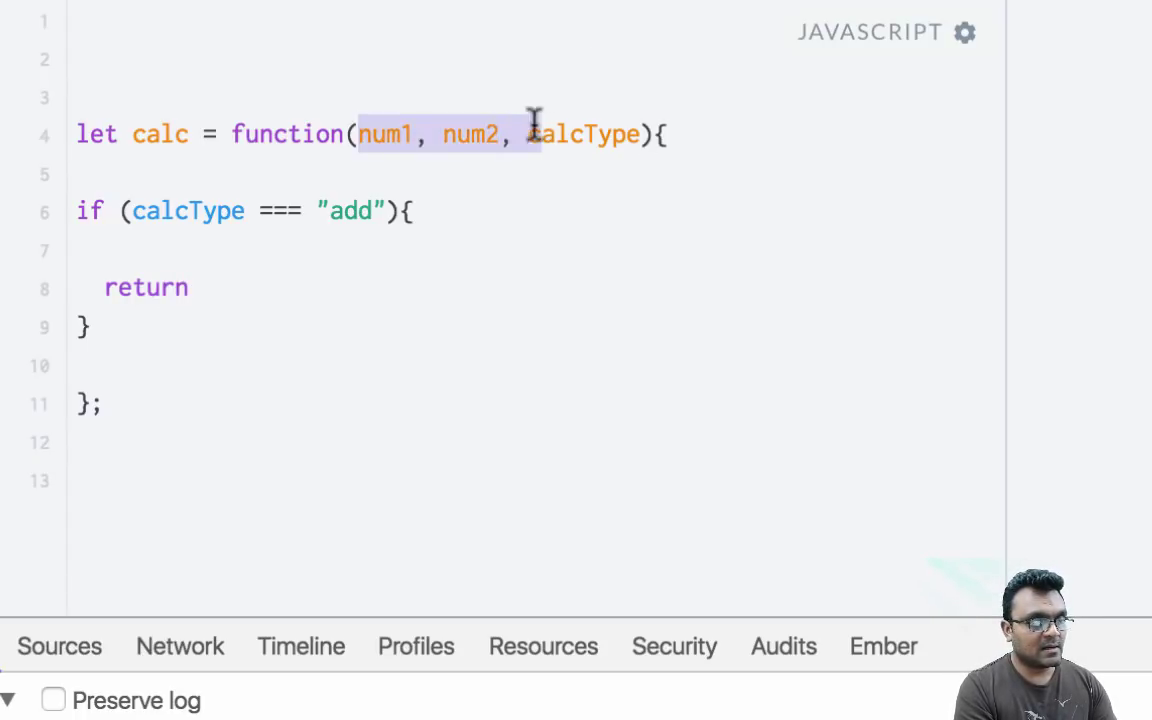 JAVASCRIPT
1
2
3
4 let calc = function(num1, num2, calcType){
5
6 if (calcType === "add"){
7
8 return
9 }
10
11 };
12
13
Sources Network Timeline Profiles Resources Security Audits Ember
Preserve log